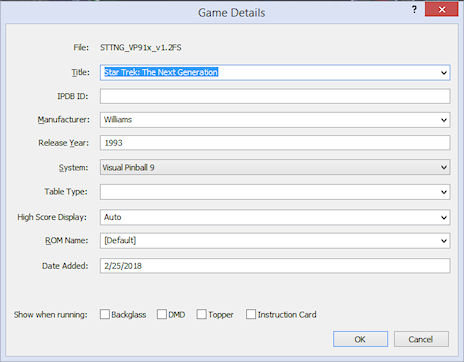 Game Details
File: STTNG_VP91x_v1.2FS
Title: Star Trek: The Next Generation
IPDB ID:
Manufacturer: Williams
Release Year: 1993
System: Visual Pinball 9
Table Type:
High Score Display: Auto
ROM Name: [Default]
Date Added: 2/25/2018
Show when running: Backglass DMD Topper Instruction Card
OK Cancel